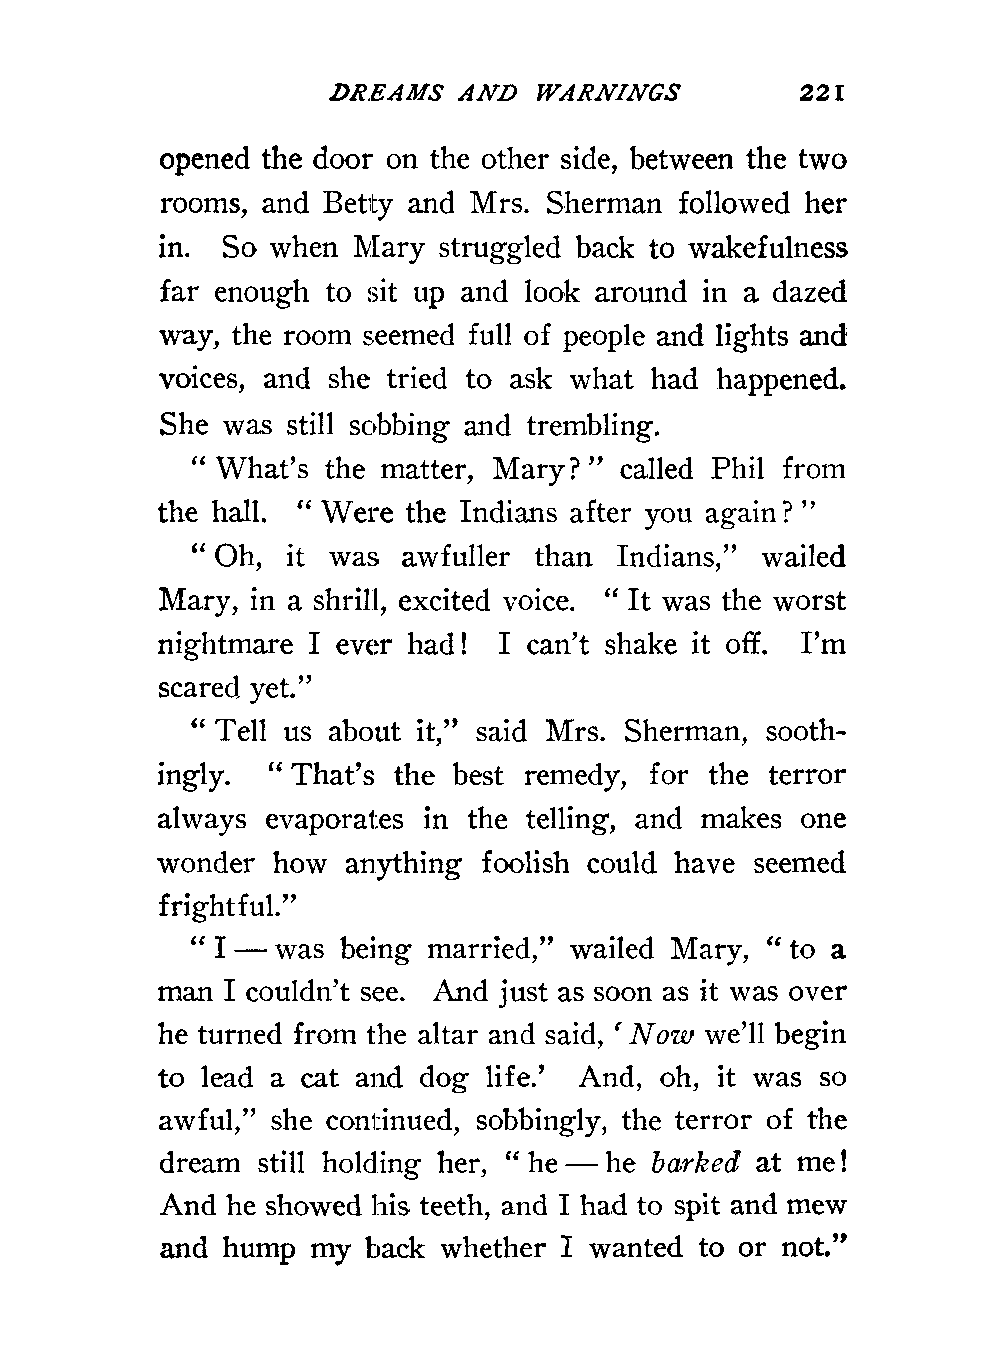 DREAMS AND WARNINGS 221
opened the door on the other side, between the two
rooms, and Betty and Mrs. Sherman followed her
in. So when Mary struggled back to wakefulness
far enough to sit up and look around in a dazed
way, the room seemed full of people and lights and
voices, and she tried to ask what had happened.
She was still sobbing and trembling.
“ What’s the matter, Mary? ” called Phil from
the hall. “ Were the Indians after you again? ”
“ Oh, it was awfuller than Indians,” wailed
Mary, in a shrill, excited voice. “ It was the worst
nightmare I ever had! I can’t shake it off. I’m
scared yet.”
“ Tell us about it,” said Mrs. Sherman, sooth-
ingly. “ That’s the best remedy, for the terror
always evaporates in the telling, and makes one
wonder how anything foolish could have seemed
frightful.”
“ I — was being married,” wailed Mary, “ to a
man I couldn’t see. And just as soon as it was over
he turned from the altar and said, ‘ Now we’ll begin
to lead a cat and dog life.’ And, oh, it was so
awful,” she continued, sobbingly, the terror of the
dream still holding her, “ he — he barked at me!
And he showed his teeth, and I had to spit and mew
and hump my back whether I wanted to or not.”